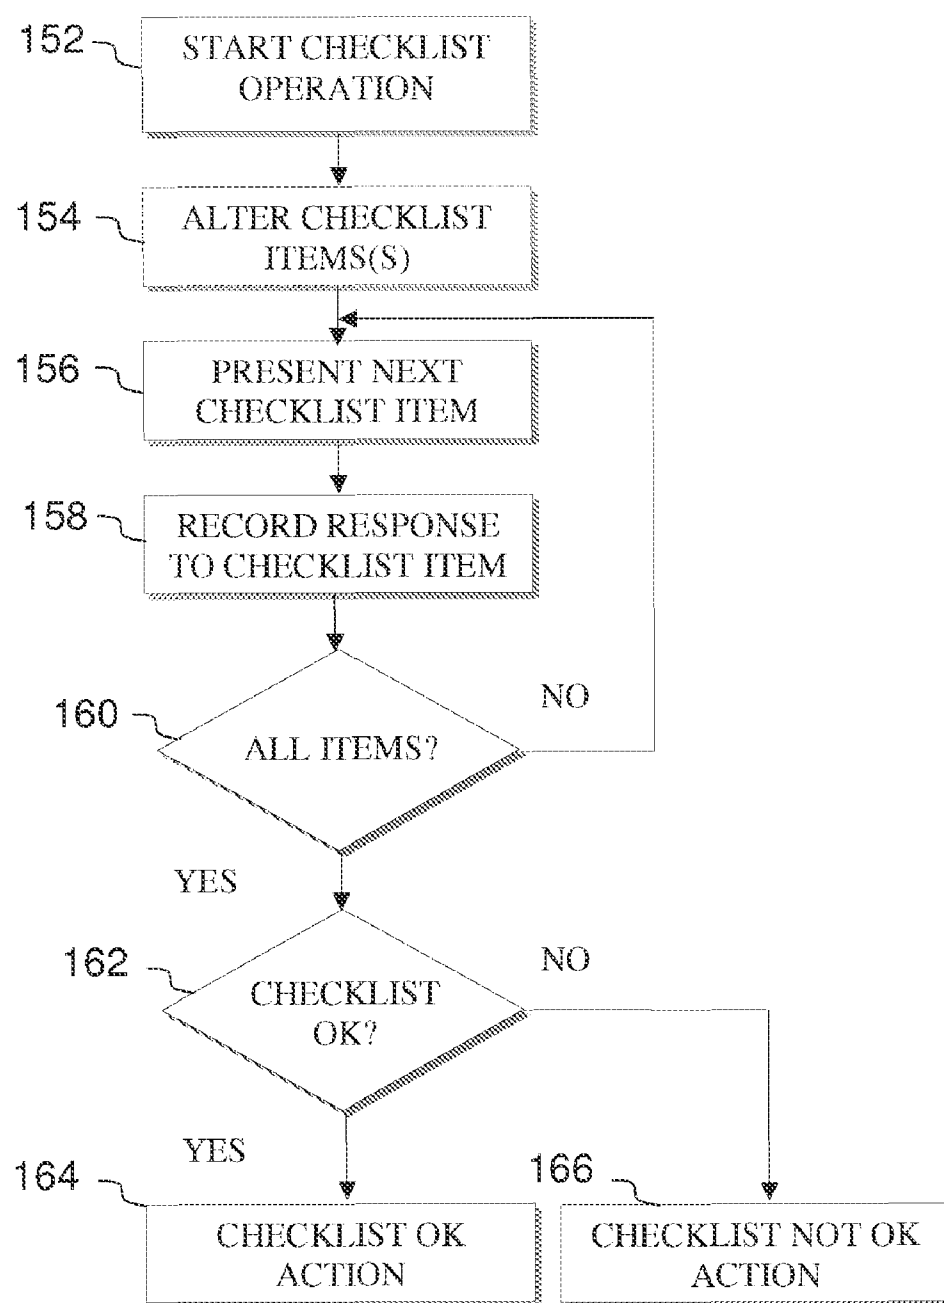 152
START CHECKLIST
OPERATION
154
ALTER CHECKLIST
ITEMS(S)
156
PRESENT NEXT
CHECKLIST ITEM
158
RECORD RESPONSE
TO CHECKLIST ITEM
NO
160
ALL ITEMS?
YES
162
NO
CHECKLIST
OK?
YES
164
166
CHECKLIST OK
ACTION
CHECKLIST NOT OK
ACTION